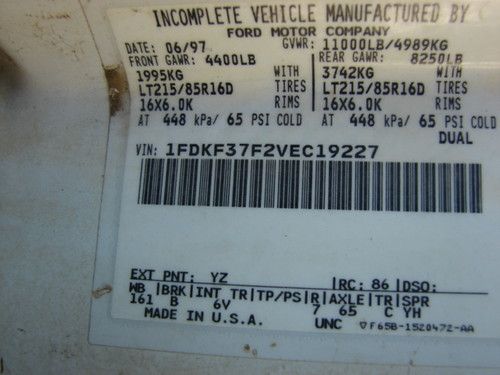 INCOMPLETE VEHICLE MANUFACTURED BY
FORD MOTOR COMPANY
DATE: 06/97 GVWR: 11000LB/4989KG
FRONT GAWR: 4400LB REAR GAWR: 8250LB
1995KG WITH 3742KG WITH
LT215/85R16D TIRES LT215/85R16D TIRES
16X6.0K RIMS 16X6.0K RIMS
AT 448 kPa/ 65 PSI COLD AT 448 kPa/ 65 PSI COLD
DUAL
VIN: 1FDKF37F2VEC19227
EXT PNT: YZ RC: 86 DSO:
WB BRK INT TR TP/PS R AXLE TR SPR
161 B 6V 7 65 C YH
MADE IN U.S.A. UNC ▽F65B-1520472-AA